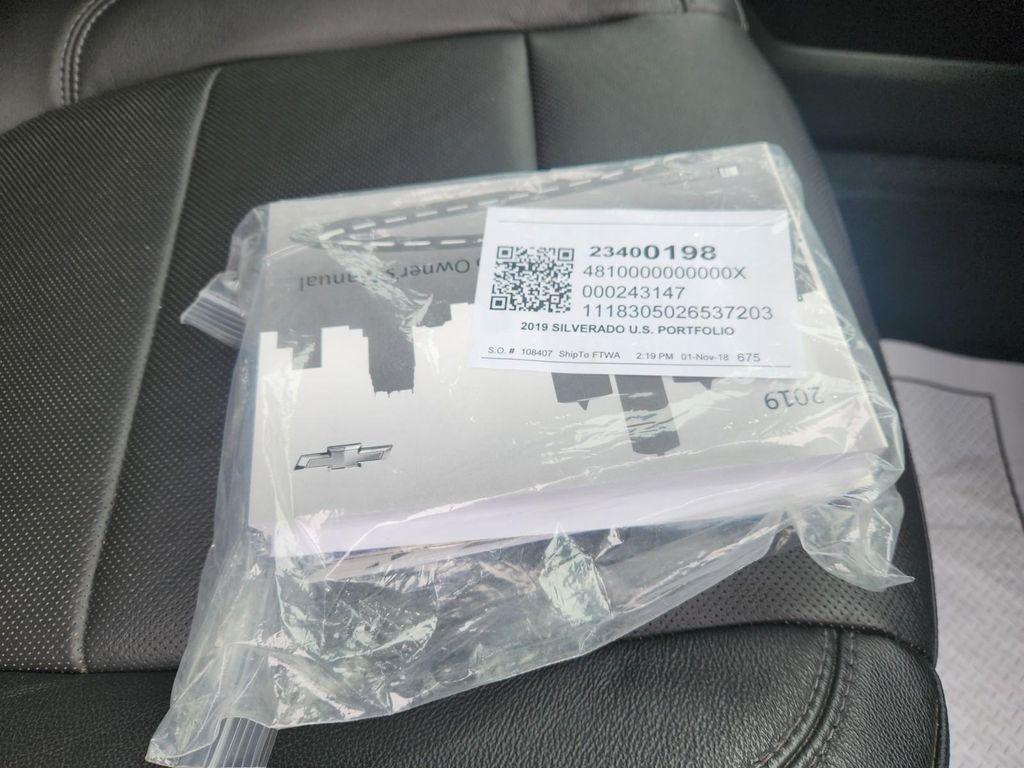 23400198
4810000000000X
000243147
1118305026537203
2019 SILVERADO U.S. PORTFOLIO
S.O. # 108407 ShipTo FTWA 2:19 PM 01-Nov-18 675
Owner's Manual
2019